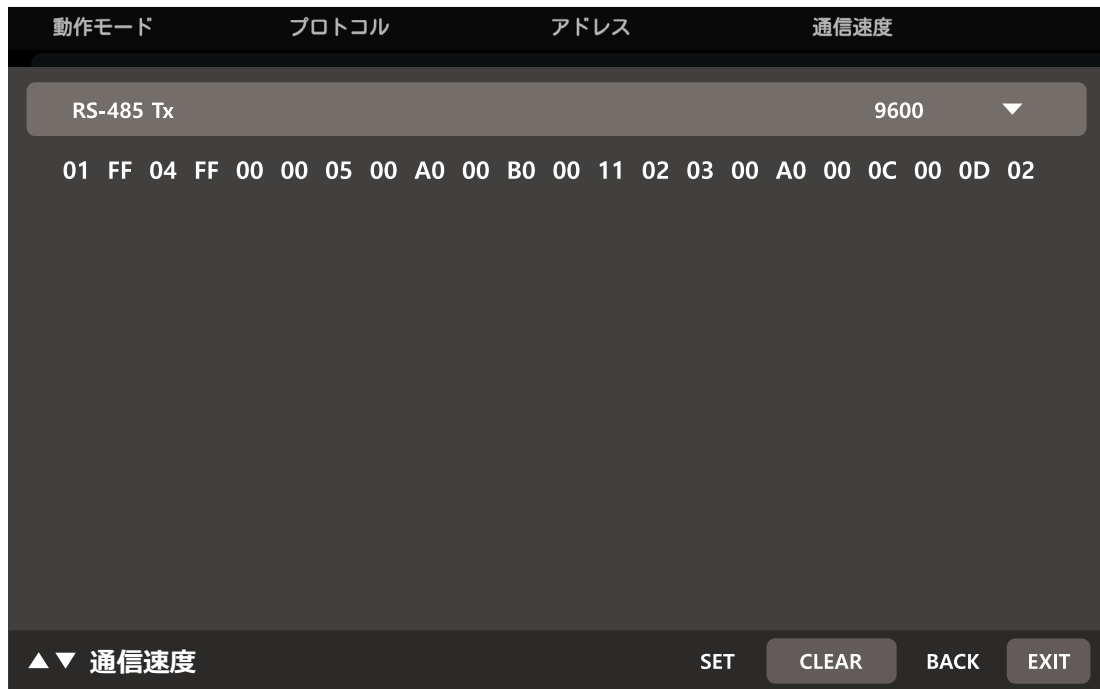 動作モード プロトコル アドレス 通信速度
RS-485 Tx 9600
01 FF 04 FF 00 00 05 00 A0 00 B0 00 11 02 03 00 A0 00 0C 00 0D 02
通信速度 SET CLEAR BACK EXIT